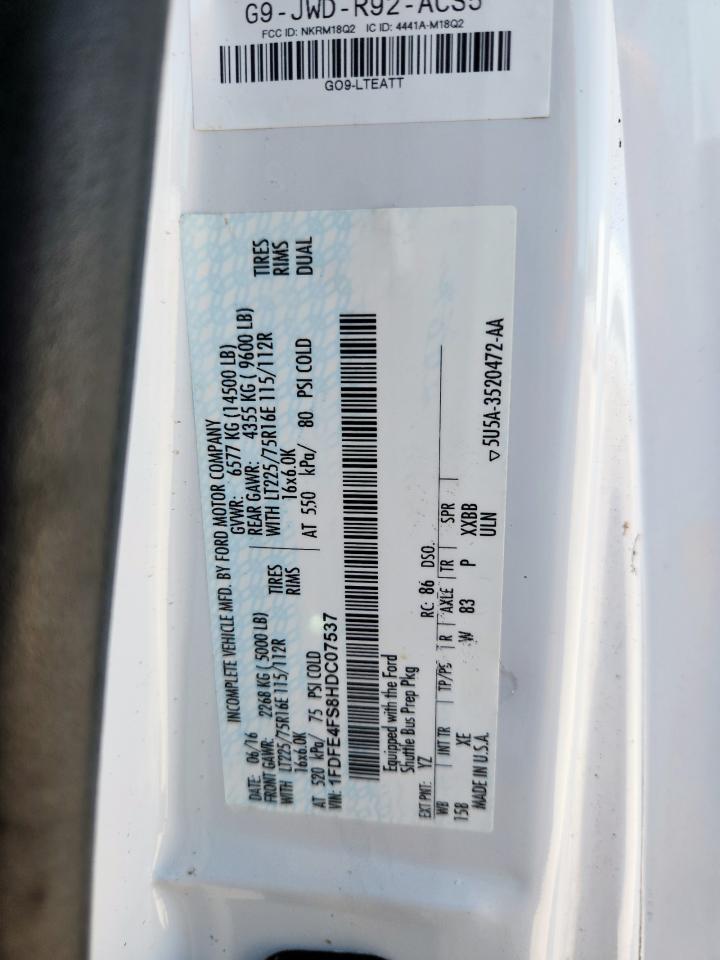 G9-JWD-R92-ACS5
FCC ID: NKRM18Q2 IC ID: 4441A-M18Q2
GO9-LTEATT
INCOMPLETE VEHICLE MFD. BY FORD MOTOR COMPANY
DATE: 06/16 GVWR: 6577 KG (14500 LB)
FRONT GAWR: 2268 KG ( 5000 LB) REAR GAWR: 4355 KG ( 9600 LB)
WITH LT225/75R16E 115/112R TIRES WITH LT225/75R16E 115/112R TIRES
16x6.0K RIMS 16x6.0K RIMS
AT 520 kPa/ 75 PSI COLD AT 550 kPa/ 80 PSI COLD DUAL
VIN: 1FDFE4FS8HDC07537
Equipped with the Ford
Shuttle Bus Prep Pkg
EXT PNT: YZ RC: 86 DSO:
WB INT TR TP/PS R AXLE TR SPR
158 XE W 83 P XXBB
MADE IN U.S.A. ULN
▽5U5A-3520472-AA